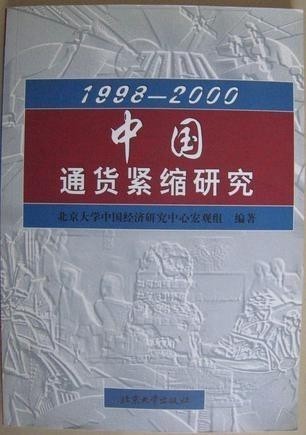 1998—2000
中国
通货紧缩研究
北京大学中国经济研究中心宏观组 编著
北京大学出版社